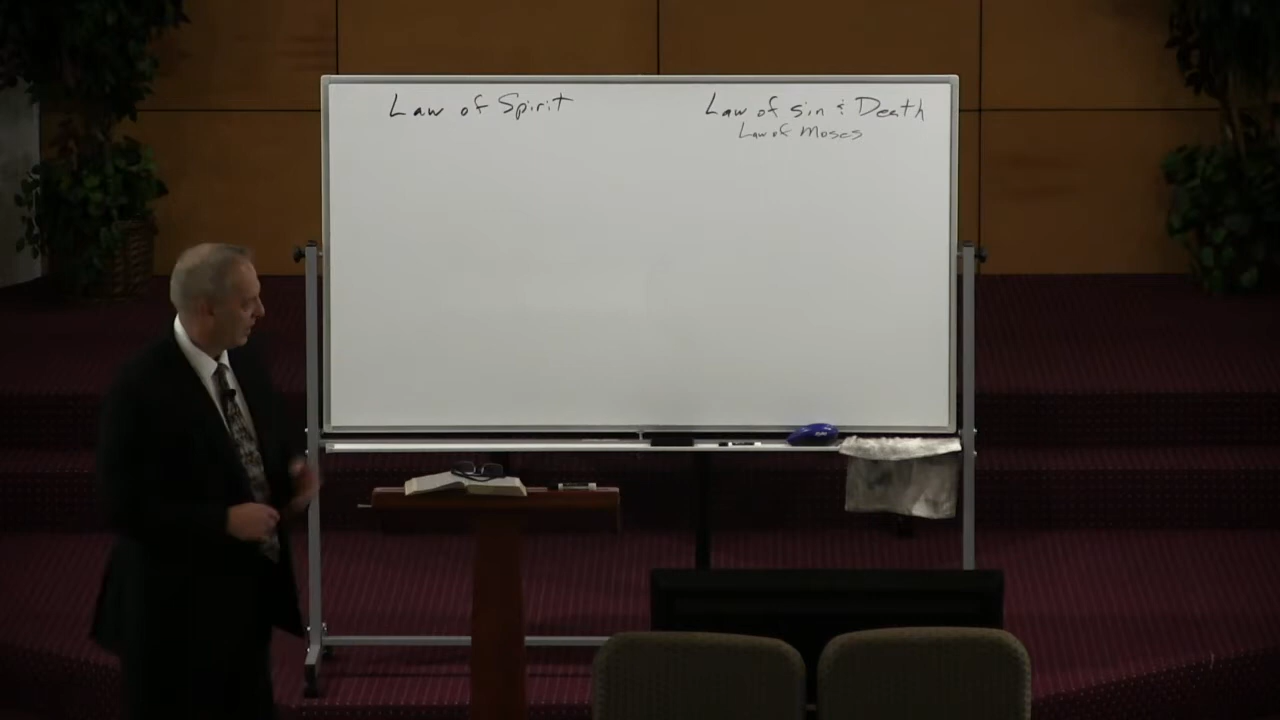 Law of Spirit
Law of sin & Death
Law of Moses